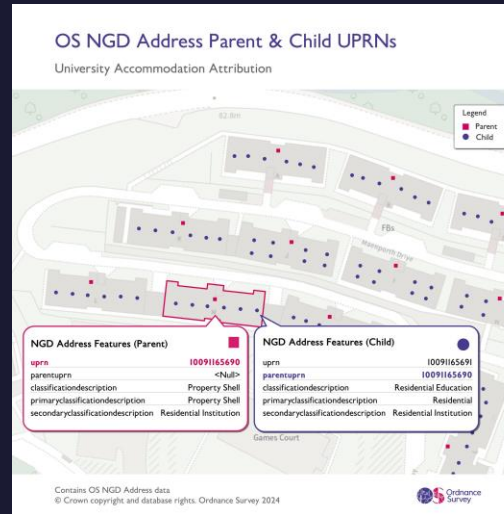 OS NGD Address Parent & Child UPRNs
University Accommodation Attribution
62.8m
Legend
Parent
Child
FBs
NGD Address Features (Parent)
uprn 10091165690
parentuprn <Null>
classificationdescription Property Shell
primaryclassificationdescription Property Shell
secondaryclassificationdescription Residential Institution
NGD Address Features (Child)
uprn 10091165691
parentuprn 10091165690
classificationdescription Residential Education
primaryclassificationdescription Residential
secondaryclassificationdescription Residential Institution
Games Court
Contains OS NGD Address data
© Crown copyright and database rights. Ordnance Survey 2024
OS Ordnance
Survey